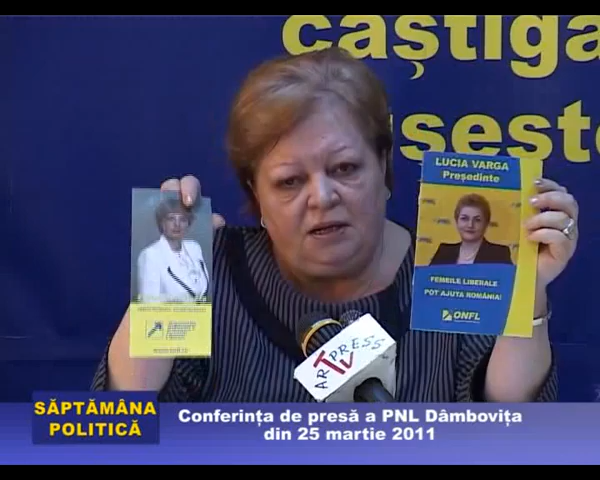 câștiga
usește
LUCIA VARGA
Președinte
FEMEILE LIBERALE
POT AJUTA ROMÂNIA!
ONFL
ART PRESS
TV
SĂPTĂMÂNA
POLITICĂ
Conferința de presă a PNL Dâmbovița
din 25 martie 2011